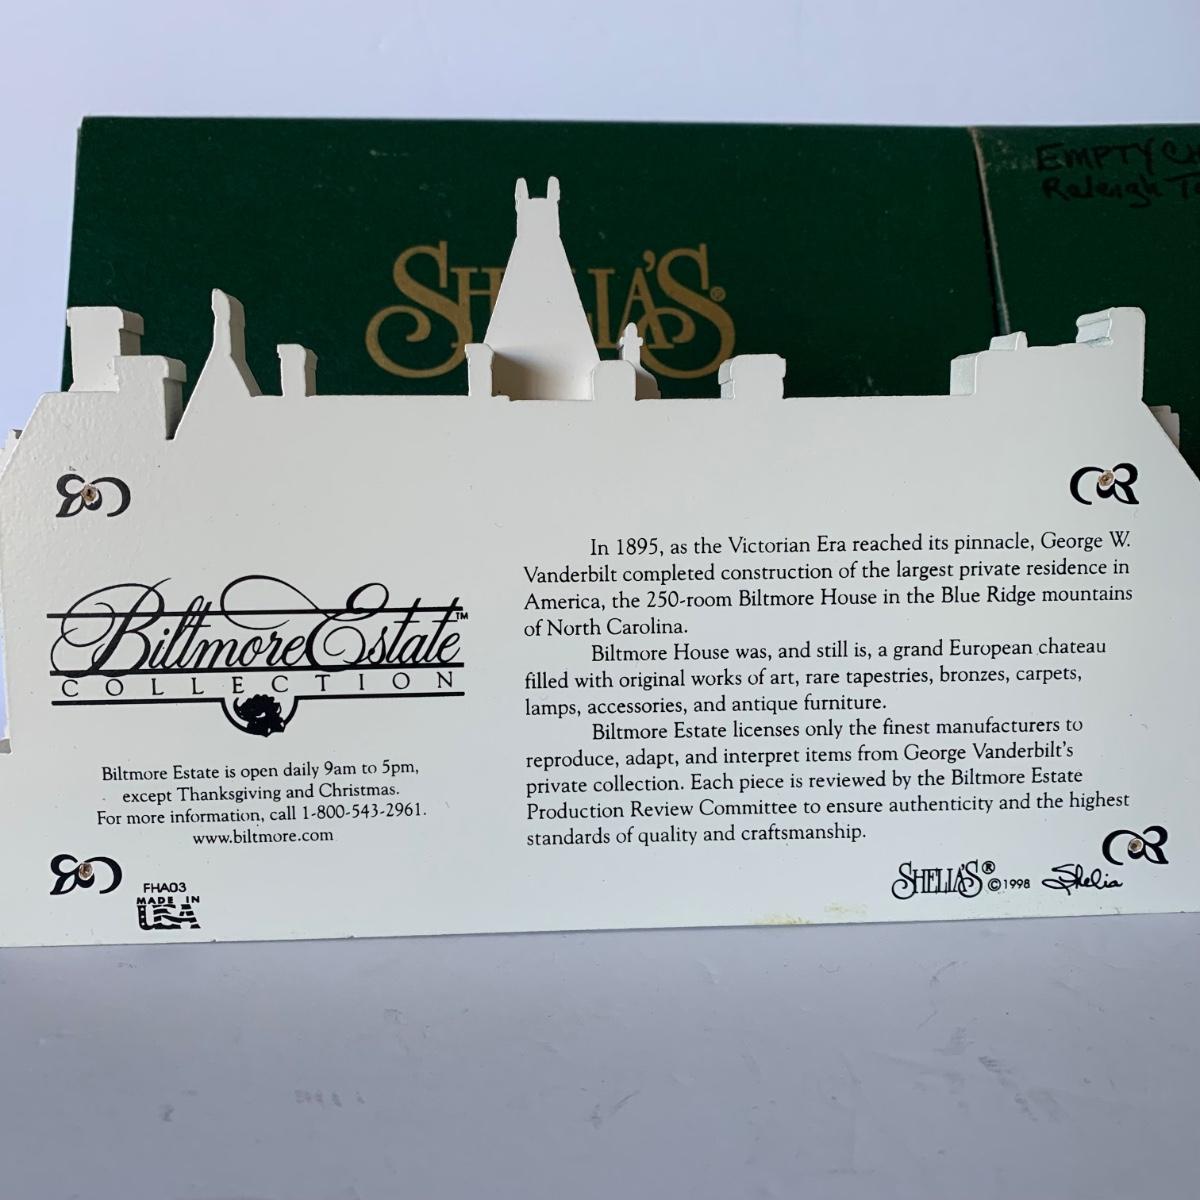 EMPTY
Raleigh
SHELIA'S®
In 1895, as the Victorian Era reached its pinnacle, George W.
Vanderbilt completed construction of the largest private residence in
America, the 250-room Biltmore House in the Blue Ridge mountains
of North Carolina.
Biltmore House was, and still is, a grand European chateau
filled with original works of art, rare tapestries, bronzes, carpets,
lamps, accessories, and antique furniture.
Biltmore Estate licenses only the finest manufacturers to
reproduce, adapt, and interpret items from George Vanderbilt's
private collection. Each piece is reviewed by the Biltmore Estate
Production Review Committee to ensure authenticity and the highest
standards of quality and craftsmanship.
Biltmore Estate™
COLLECTION
Biltmore Estate is open daily 9am to 5pm,
except Thanksgiving and Christmas.
For more information, call 1-800-543-2961.
www.biltmore.com
FHA03
MADE IN
USA
SHELIA'S® ©1998 Shelia